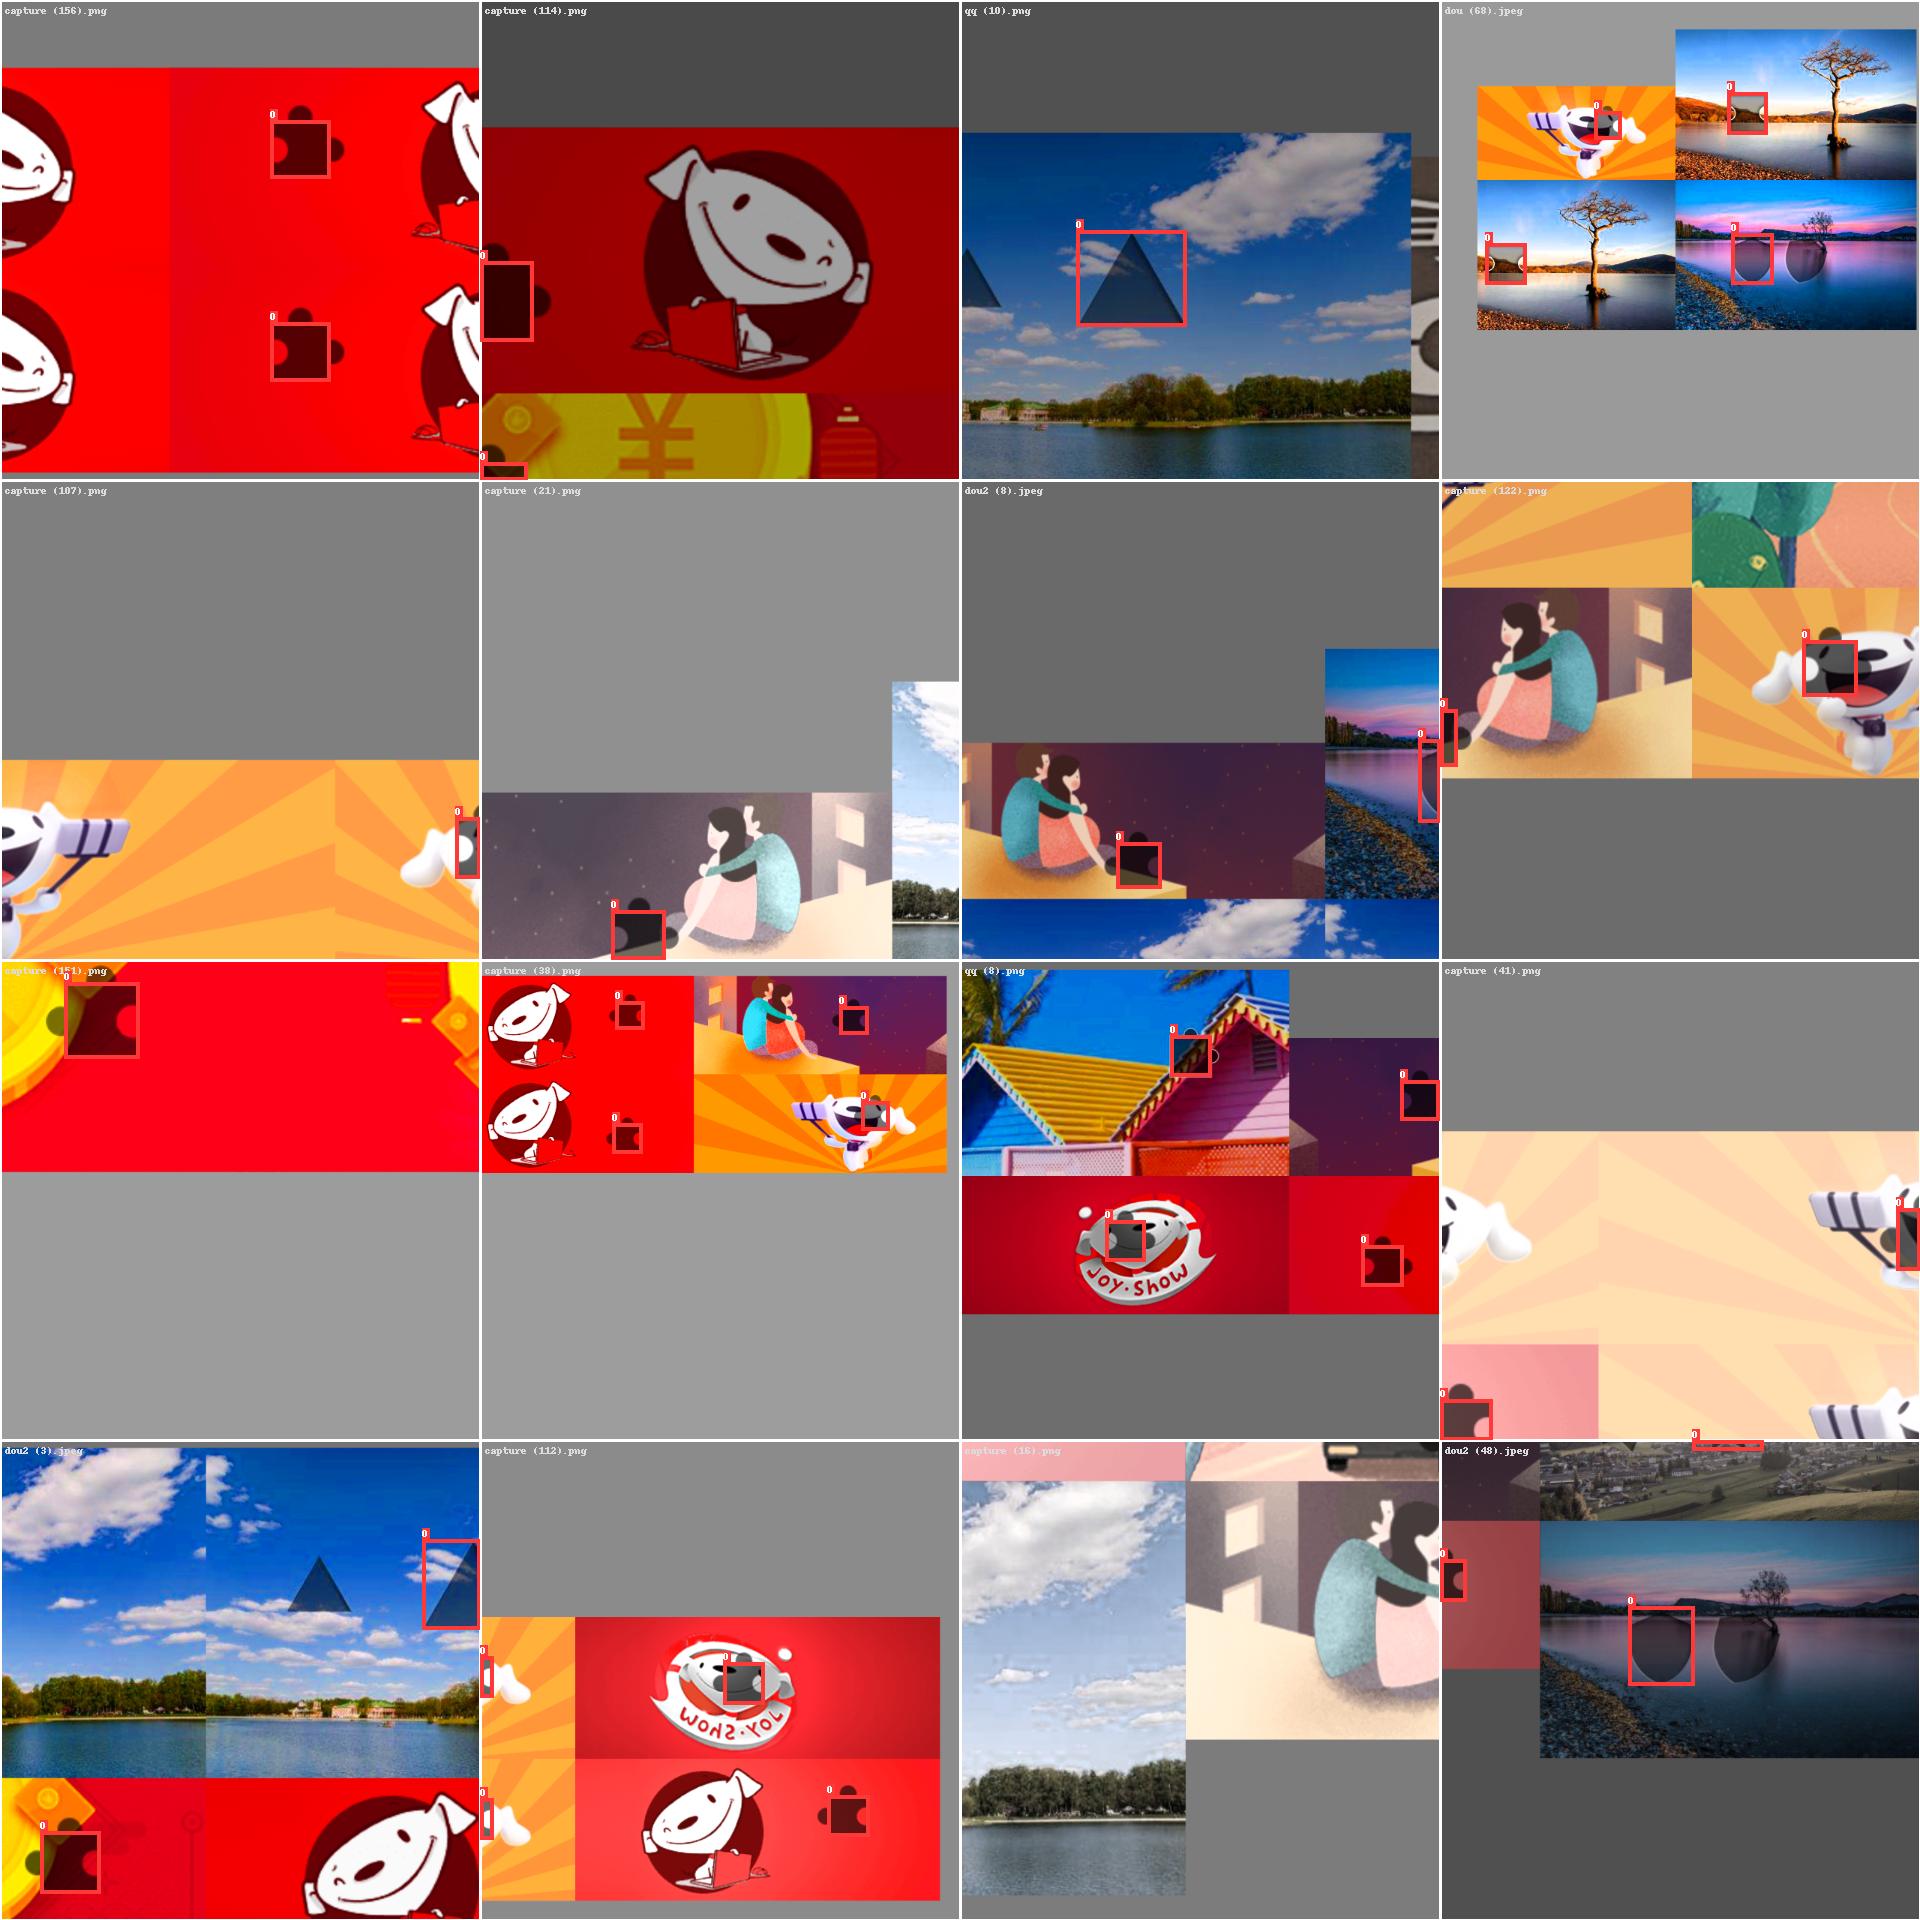 capture (156).png
capture (114).png
qq (10).png
dou (68).jpeg
0
0
0
0
0
0
0
0
0
¥
capture (107).png
capture (21).png
dou2 (8).jpeg
capture (122).png
0
0
0
0
0
0
capture (151).png
capture (38).png
qq (8).png
capture (41).png
0
0
0
0
0
0
0
0
0
0
0
JOY·Show
dou2 (3).jpeg
capture (112).png
capture (16).png
dou2 (48).jpeg
0
0
0
0
0
0
0
0
0
JOY·Show